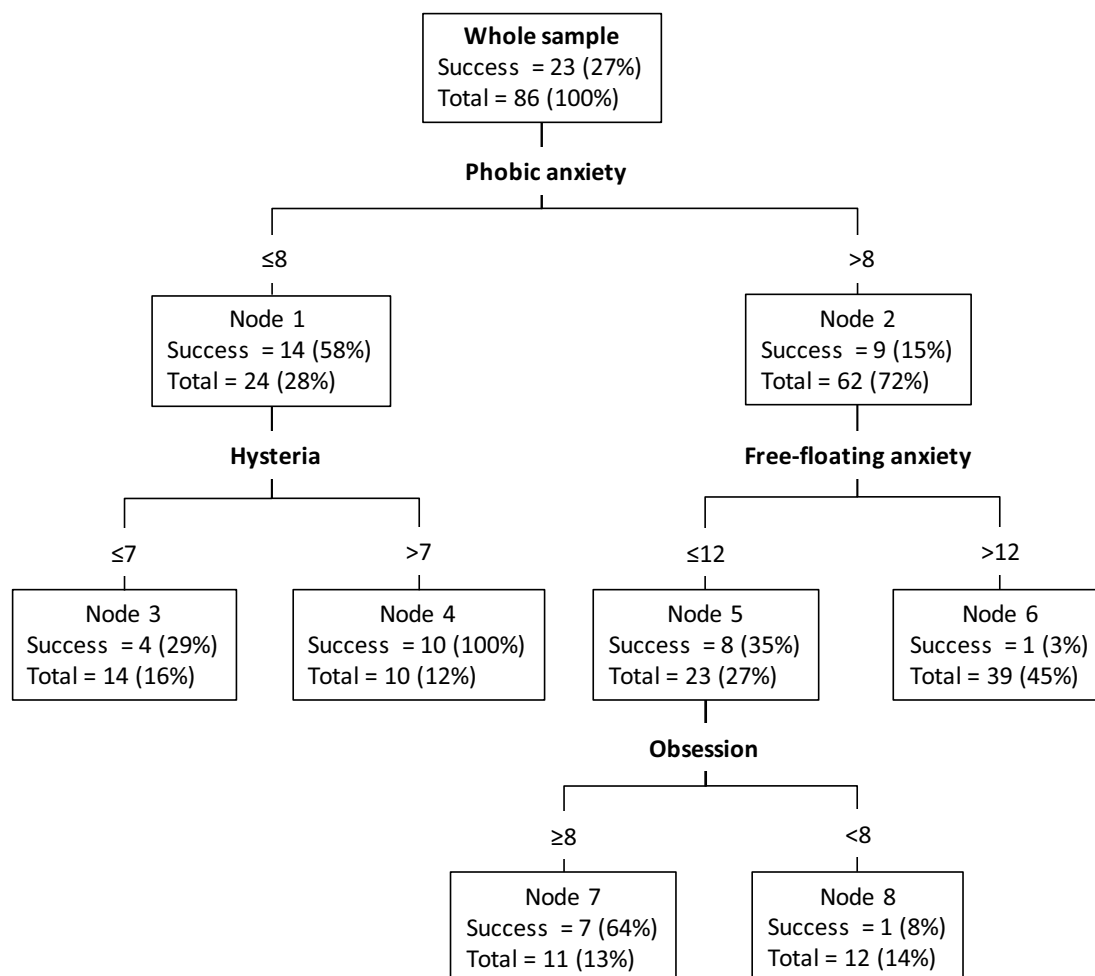 Whole sample
Success = 23 (27%)
Total = 86 (100%)
Phobic anxiety
≤8
>8
Node 1
Success = 14 (58%)
Total = 24 (28%)
Node 2
Success = 9 (15%)
Total = 62 (72%)
Hysteria
Free-floating anxiety
≤7
>7
≤12
>12
Node 3
Success = 4 (29%)
Total = 14 (16%)
Node 4
Success = 10 (100%)
Total = 10 (12%)
Node 5
Success = 8 (35%)
Total = 23 (27%)
Node 6
Success = 1 (3%)
Total = 39 (45%)
Obsession
≥8
<8
Node 7
Success = 7 (64%)
Total = 11 (13%)
Node 8
Success = 1 (8%)
Total = 12 (14%)